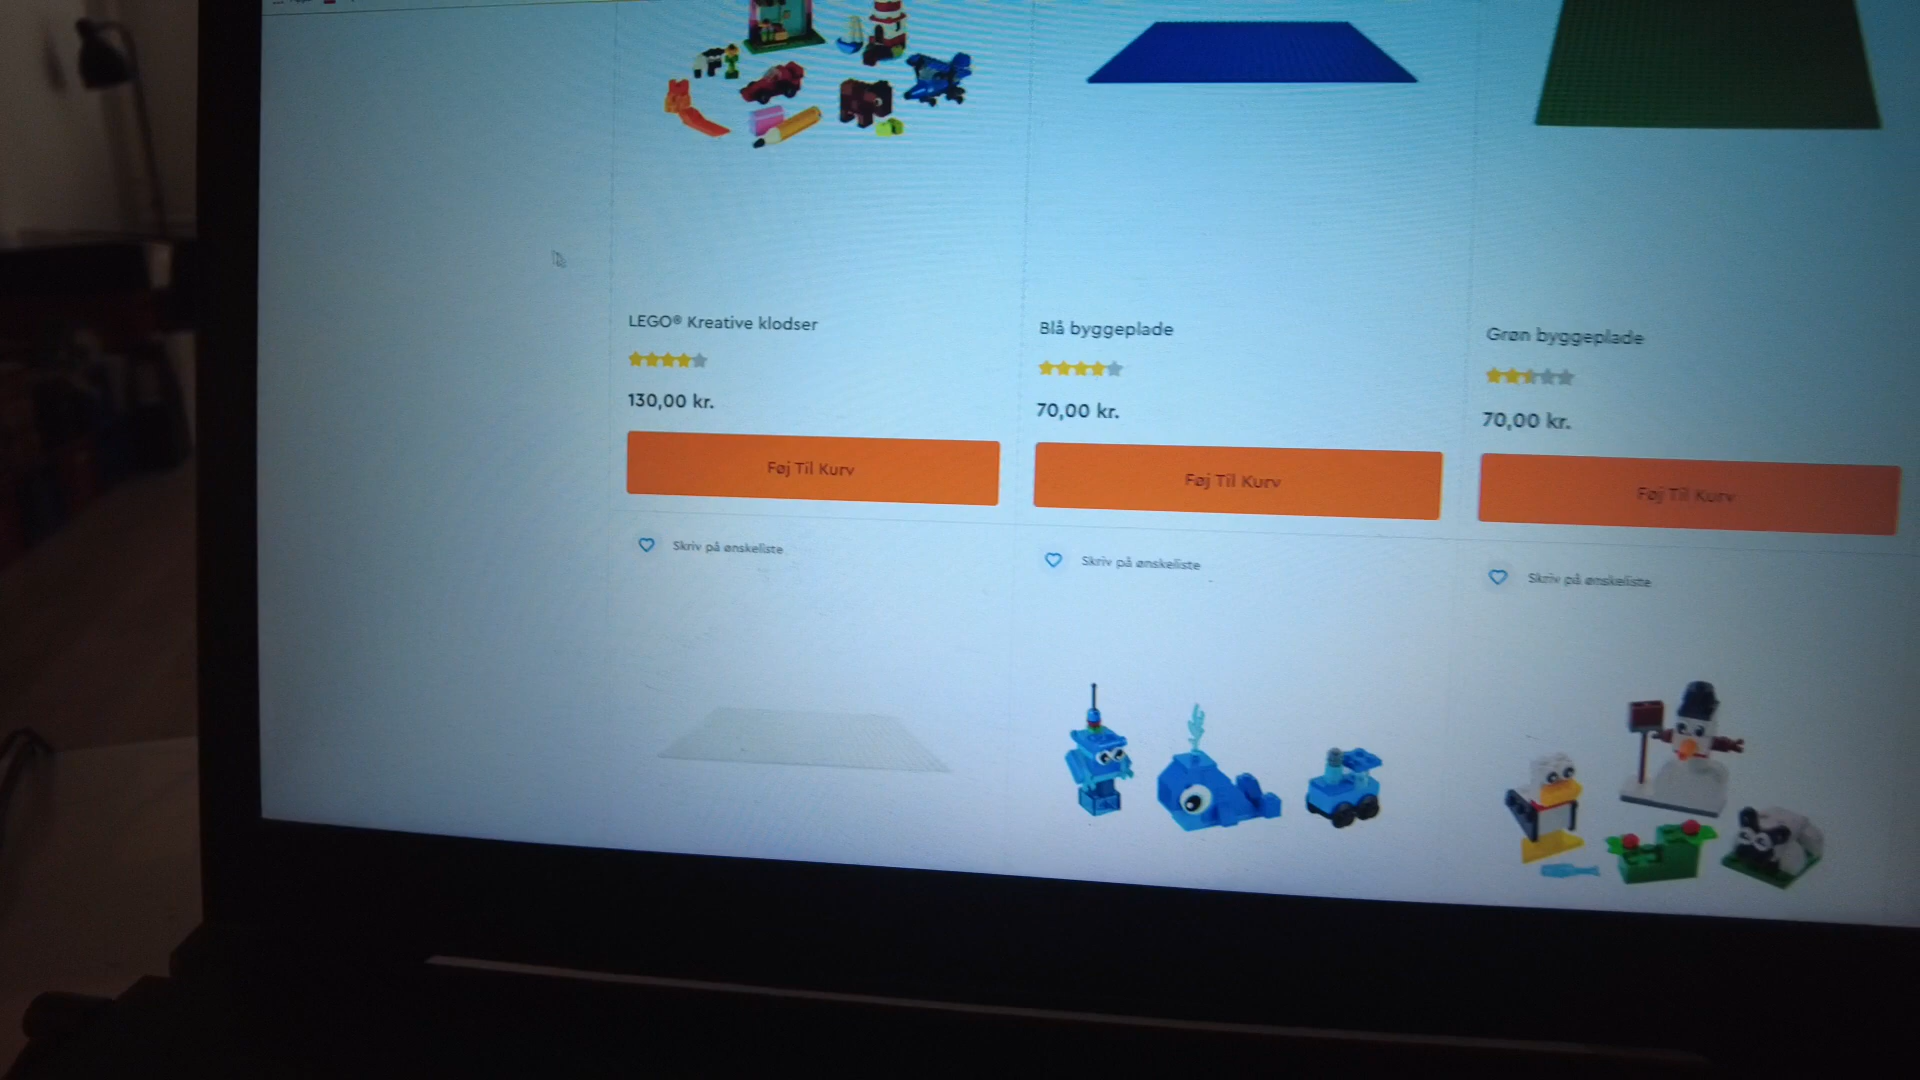 LEGO® Kreative klodser
130,00 kr.
Føj Til Kurv
Skriv på ønskeliste
Blå byggeplade
70,00 kr.
Føj Til Kurv
Skriv på ønskeliste
Grøn byggeplade
70,00 kr.
Føj Til Kurv
Skriv på ønskeliste